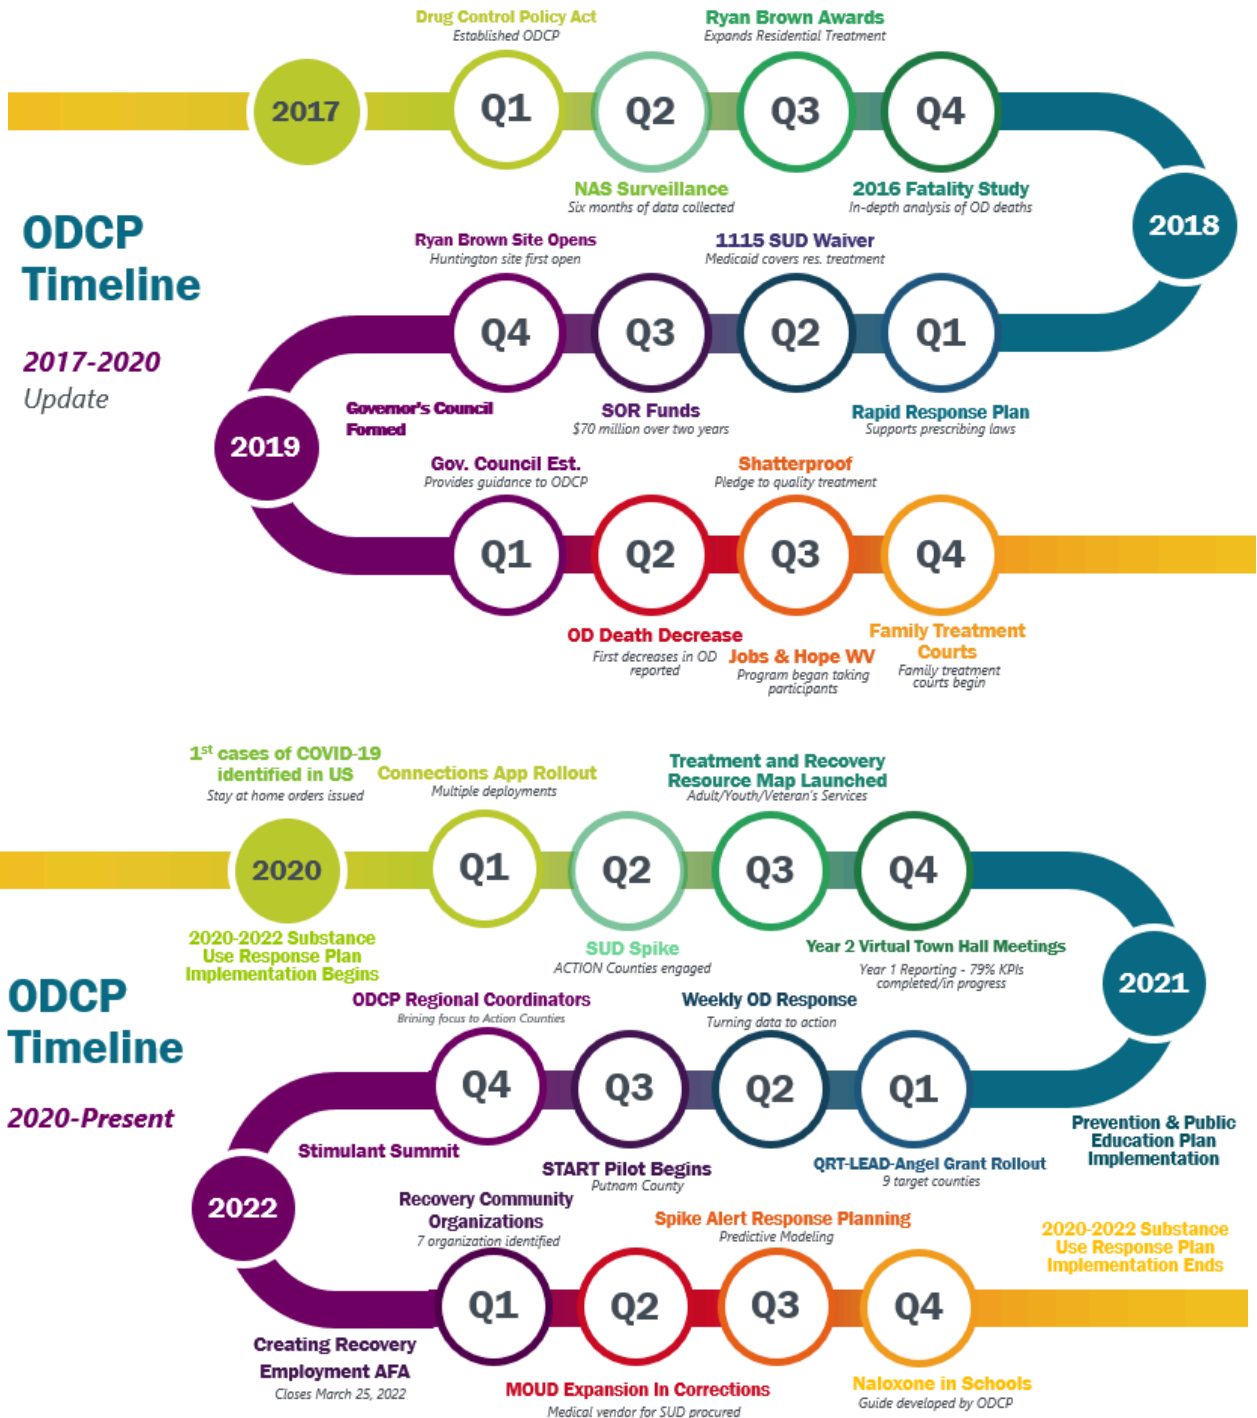 Drug Control Policy Act
Established ODCP
Ryan Brown Awards
Expands Residential Treatment
2017
Q1
Q2
Q3
Q4
NAS Surveillance
Six months of data collected
2016 Fatality Study
In-depth analysis of OD deaths
2018
ODCP
Timeline
2017-2020
Update
Ryan Brown Site Opens
Huntington site first open
1115 SUD Waiver
Medicaid covers res. treatment
Q4
Q3
Q2
Q1
Governor's Council
Formed
SOR Funds
$70 million over two years
Rapid Response Plan
Supports prescribing laws
2019
Gov. Council Est.
Provides guidance to ODCP
Shatterproof
Pledge to quality treatment
Q1
Q2
Q3
Q4
OD Death Decrease
First decreases in OD
reported
Jobs & Hope WV
Program began taking
participants
Family Treatment
Courts
Family treatment
courts begin
1st cases of COVID-19
identified in US
Stay at home orders issued
Connections App Rollout
Multiple deployments
Treatment and Recovery
Resource Map Launched
Adult/Youth/Veteran's Services
2020
Q1
Q2
Q3
Q4
2020-2022 Substance
Use Response Plan
Implementation Begins
SUD Spike
ACTION Counties engaged
Year 2 Virtual Town Hall Meetings
Year 1 Reporting - 79% KPIs
completed/in progress
2021
ODCP
Timeline
2020-Present
ODCP Regional Coordinators
Brining focus to Action Counties
Weekly OD Response
Turning data to action
Q4
Q3
Q2
Q1
Stimulant Summit
START Pilot Begins
Putnam County
QRT-LEAD-Angel Grant Rollout
9 target counties
Prevention & Public
Education Plan
Implementation
2022
Recovery Community
Organizations
7 organization identified
Spike Alert Response Planning
Predictive Modeling
2020-2022 Substance
Use Response Plan
Implementation Ends
Q1
Q2
Q3
Q4
Creating Recovery
Employment AFA
Closes March 25, 2022
MOUD Expansion In Corrections
Medical vendor for SUD procured
Naloxone in Schools
Guide developed by ODCP